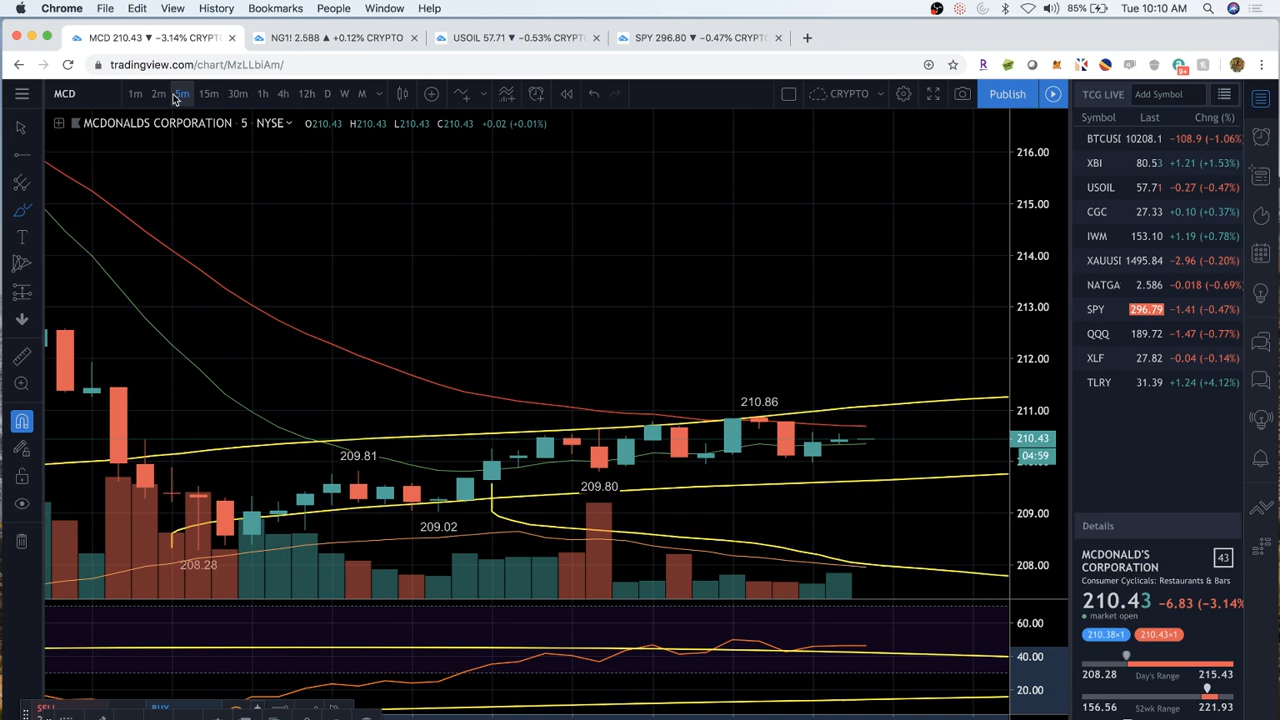 Chrome File Edit View History Bookmarks People Window Help 85% Tue 10:10 AM
MCD 210.43 ▼ −3.14% CRYPT × NG1! 2.588 ▲ +0.12% CRYPTO × USOIL 57.71 ▼ −0.53% CRYPTO × SPY 296.80 ▼ −0.47% CRYPTO × +
tradingview.com/chart/MzLLbiAm/
MCD 1m 2m 5m 15m 30m 1h 4h 12h D W M CRYPTO Publish TCG LIVE Add Symbol
MCDONALDS CORPORATION · 5 · NYSE O210.43 H210.43 L210.43 C210.43 +0.02 (+0.01%)
Symbol Last Chng (%)
BTCUSI 10208.1 −108.9 (−1.06%)
XBI 80.53 +1.21 (+1.53%)
USOIL 57.71 −0.27 (−0.47%)
CGC 27.33 +0.10 (+0.37%)
IWM 153.10 +1.19 (+0.78%)
XAUUSI 1495.84 −2.96 (−0.20%)
NATGA 2.586 −0.018 (−0.69%)
SPY 296.79 −1.41 (−0.47%)
QQQ 189.72 −1.47 (−0.77%)
XLF 27.82 −0.04 (−0.14%)
TLRY 31.39 +1.24 (+4.12%)
216.00
215.00
214.00
213.00
212.00
211.00
210.43
04:59
209.00
208.00
60.00
40.00
20.00
210.86
209.81
209.80
209.02
208.28
SELL BUY
Details
MCDONALD'S
CORPORATION 43
Consumer Cyclicals: Restaurants & Bars
210.43 −6.83 (−3.14%
market open
210.38×1 210.43×1
208.28 Day's Range 215.43
156.56 52wk Range 221.93